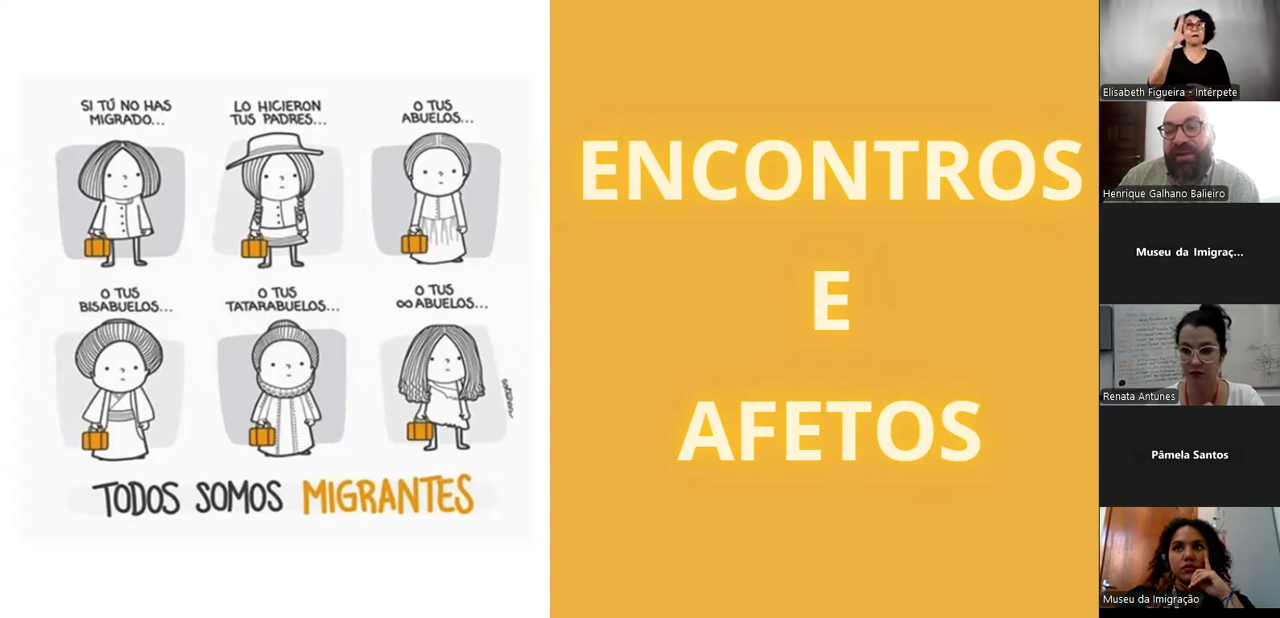 SI TÚ NO HAS
MIGRADO...
LO HICIERON
TUS PADRES...
O TUS
ABUELOS...
O TUS
BISABUELOS...
O TUS
TATARABUELOS...
O TUS
∞ ABUELOS...
TODOS SOMOS MIGRANTES
ENCONTROS
E
AFETOS
Elisabeth Figueira - Intérpete
Henrique Galhano Balieiro
Museu da Imigraç...
Renata Antunes
Pâmela Santos
Museu da Imigração